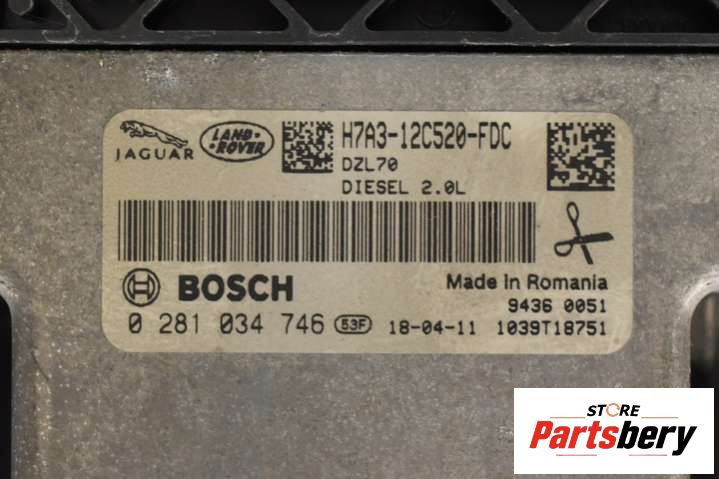 JAGUAR
LAND-ROVER
H7A3-12C520-FDC
DZL70
DIESEL 2.0L
BOSCH
Made in Romania
9436 0051
0 281 034 746 53F 18-04-11 1039T18751
STORE
Partsbery